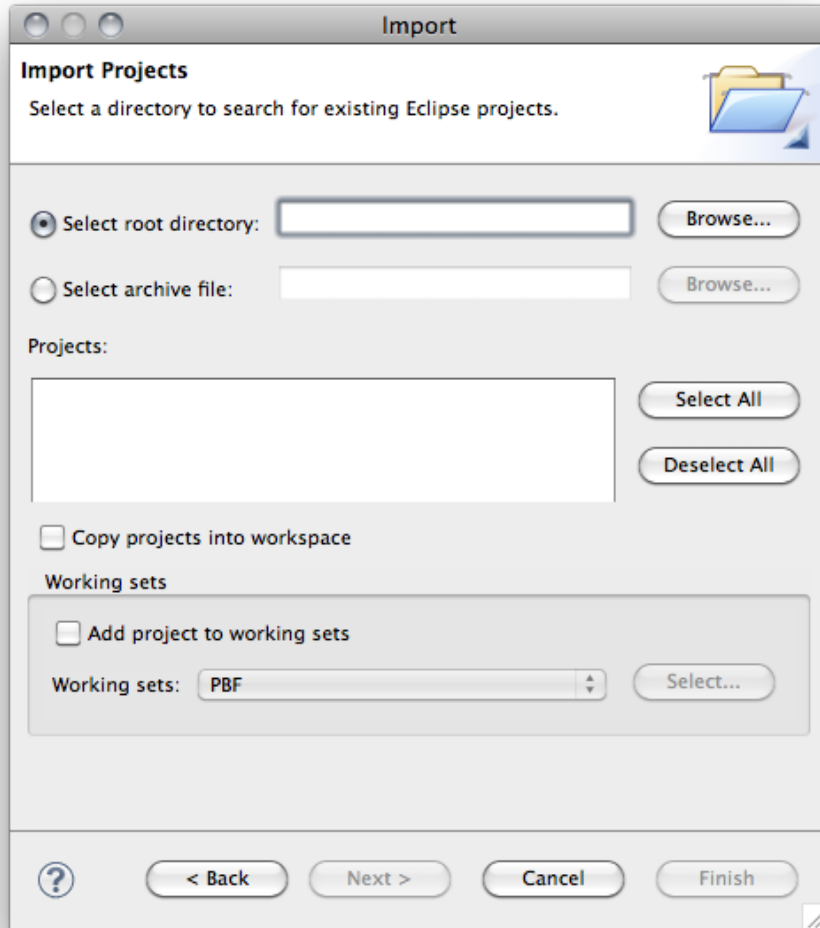 Import
Import Projects
Select a directory to search for existing Eclipse projects.
Select root directory: Browse...
Select archive file: Browse...
Projects:
Select All
Deselect All
Copy projects into workspace
Working sets
Add project to working sets
Working sets: PBF Select...
? < Back Next > Cancel Finish